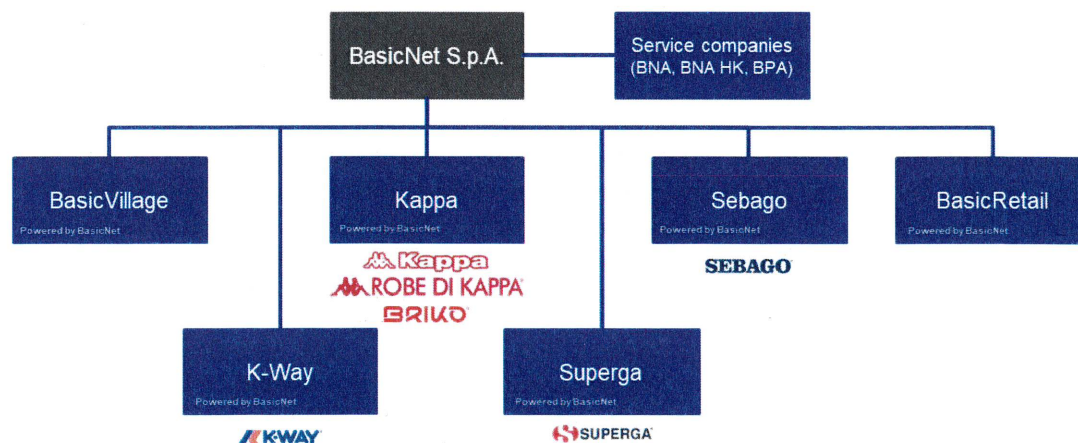 BasicNet S.p.A.
Service companies
(BNA, BNA HK, BPA)
BasicVillage
Powered by BasicNet
Kappa
Powered by BasicNet
Sebago
Powered by BasicNet
BasicRetail
Powered by BasicNet
Kappa
ROBE DI KAPPA
BRIKO
SEBAGO
K-Way
Powered by BasicNet
Superga
Powered by BasicNet
K-WAY
SUPERGA